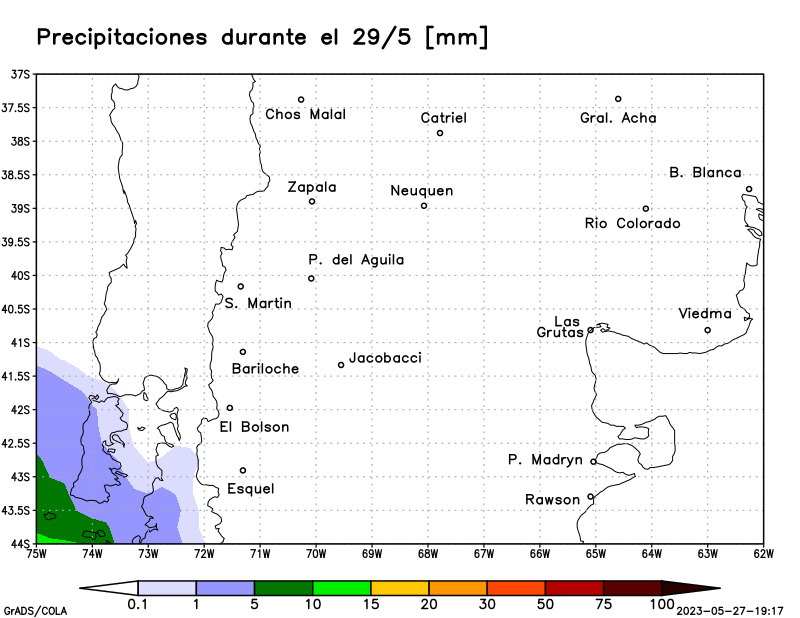 Precipitaciones durante el 29/5 [mm]
37S
37.5S
38S
38.5S
39S
39.5S
40S
40.5S
41S
41.5S
42S
42.5S
43S
43.5S
44S
Chos Malal
Catriel
Gral. Acha
B. Blanca
Zapala
Neuquen
Rio Colorado
P. del Aguila
S. Martin
Viedma
Las
Grutas
Bariloche
Jacobacci
El Bolson
P. Madryn
Esquel
Rawson
75W 74W 73W 72W 71W 70W 69W 68W 67W 66W 65W 64W 63W 62W
0.1 1 5 10 15 20 30 50 75 100
GrADS/COLA
2023-05-27-19:17